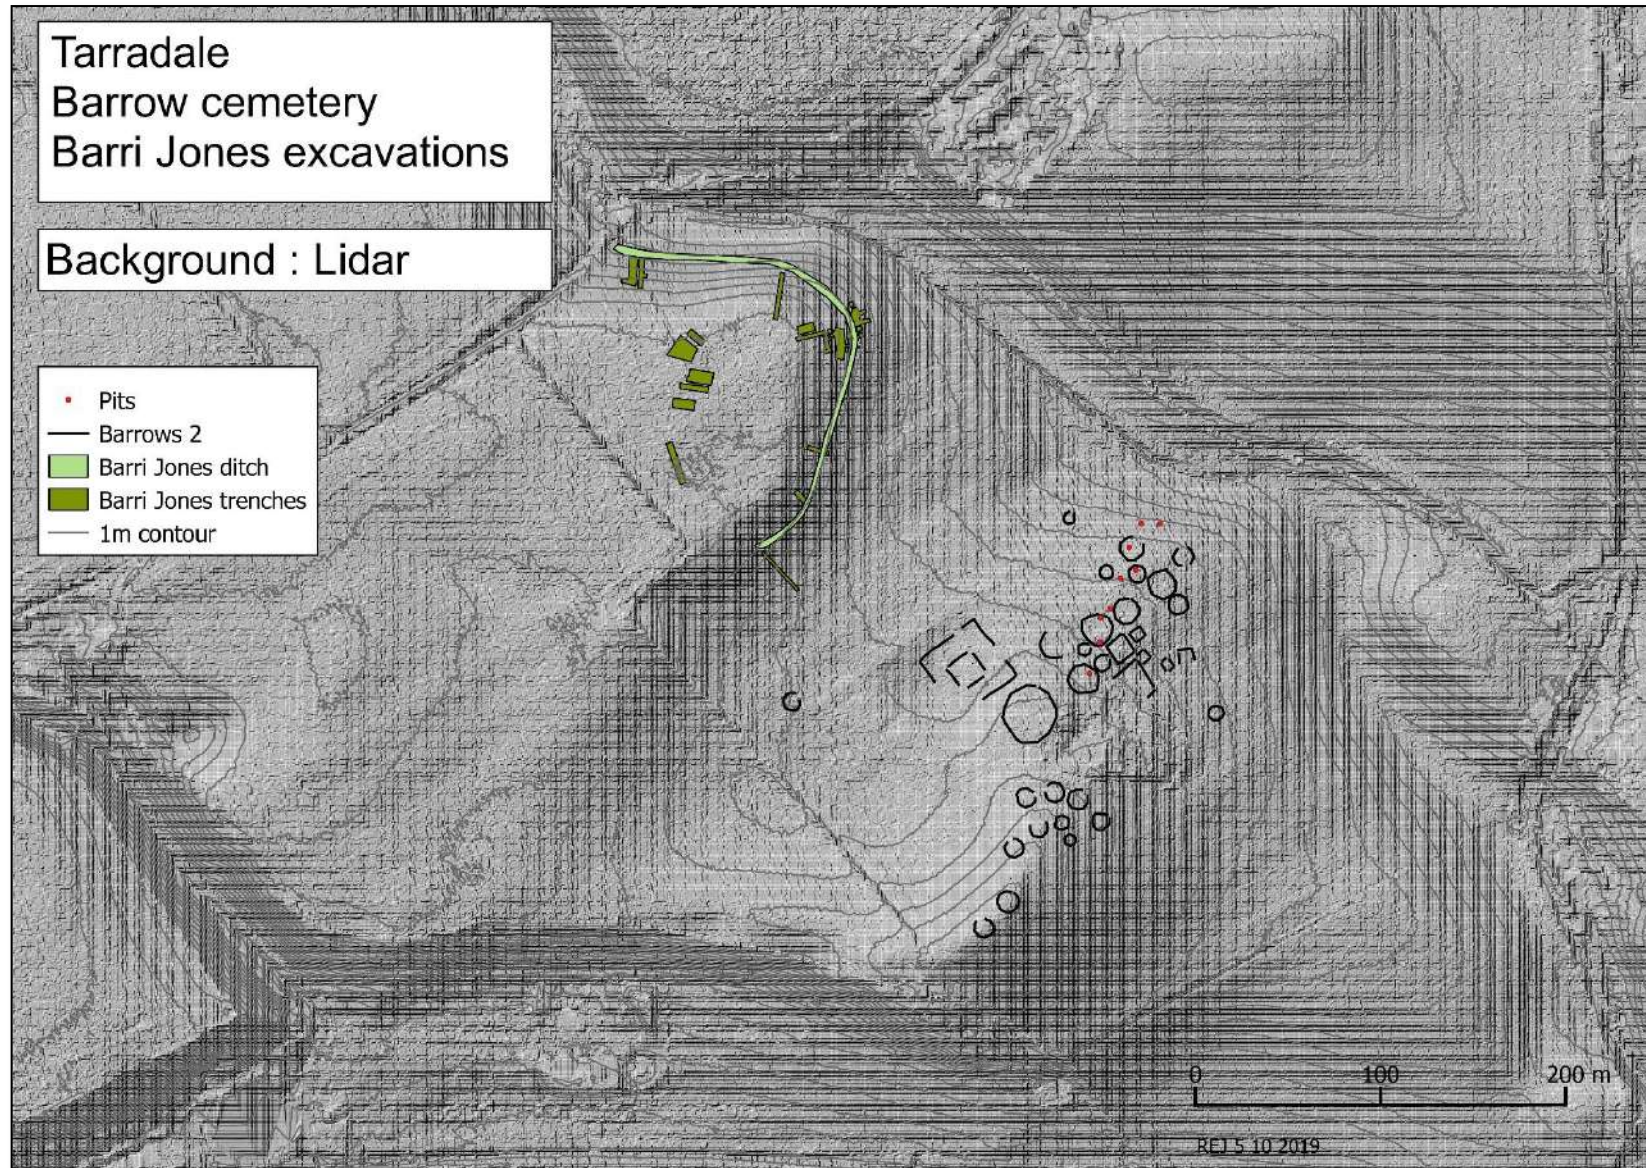 Tarradale
Barrow cemetery
Barri Jones excavations
Background : Lidar
Pits
Barrows 2
Barri Jones ditch
Barri Jones trenches
1m contour
0 100 200 m
REJ 5 10 2019